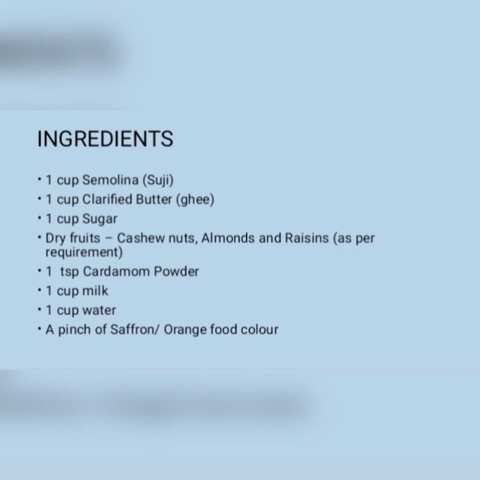 INGREDIENTS
• 1 cup Semolina (Suji)
• 1 cup Clarified Butter (ghee)
• 1 cup Sugar
• Dry fruits – Cashew nuts, Almonds and Raisins (as per
requirement)
• 1  tsp Cardamom Powder
• 1 cup milk
• 1 cup water
• A pinch of Saffron/ Orange food colour